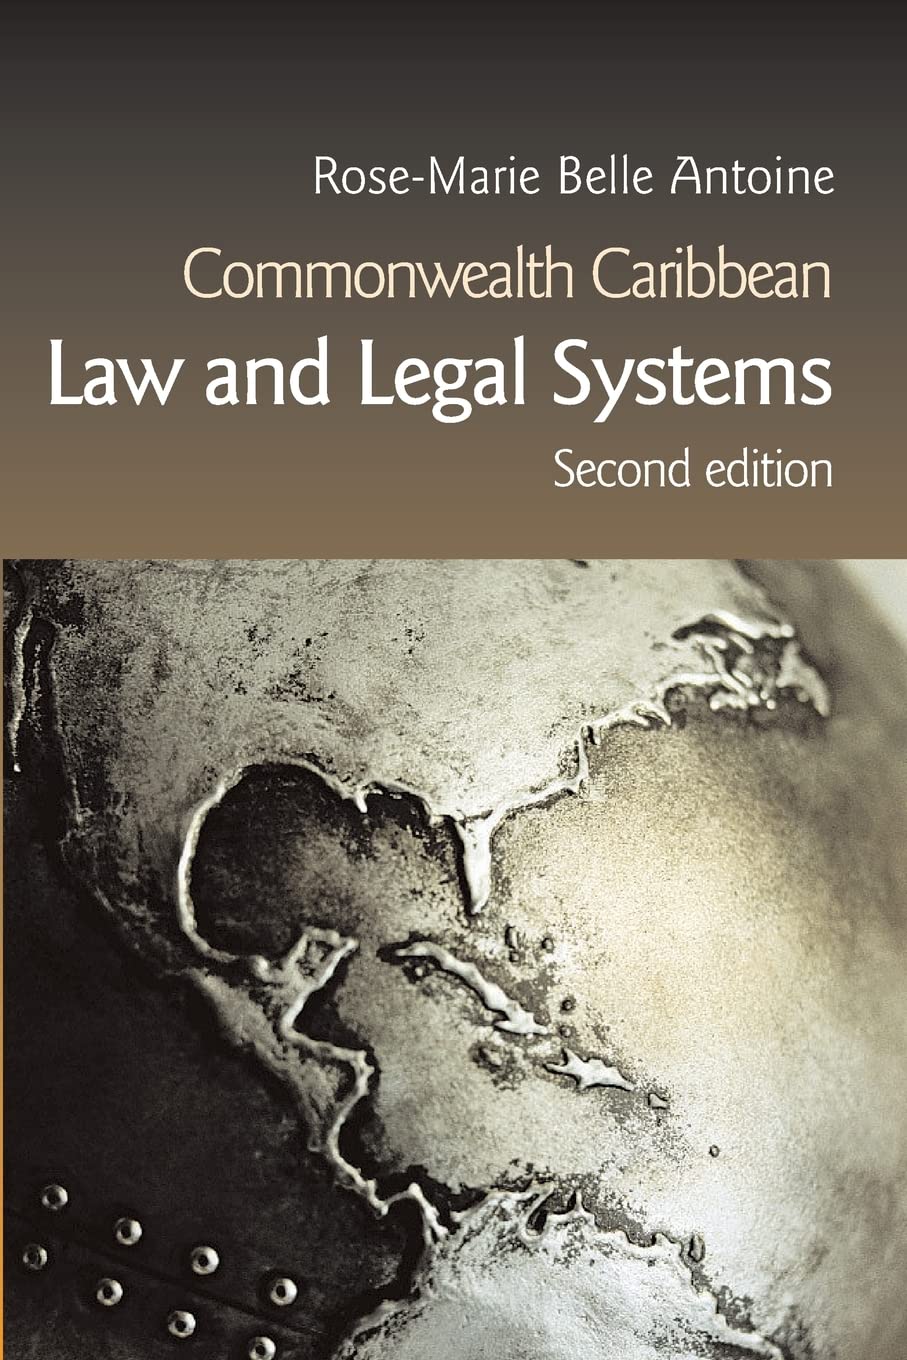 Rose-Marie Belle Antoine
Commonwealth Caribbean
Law and Legal Systems
Second edition